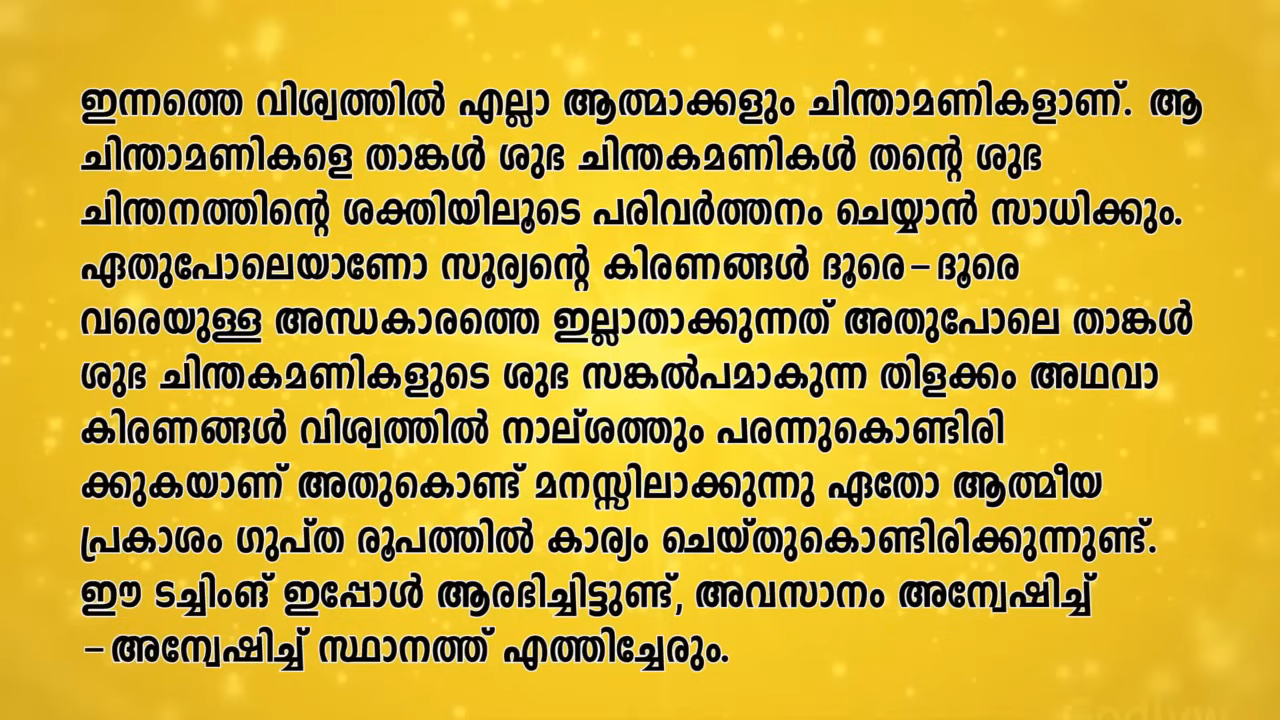 ഇന്നത്തെ വിശ്വത്തിൽ എല്ലാ ആത്മാക്കളും ചിന്താമണികളാണ്. ആ
ചിന്താമണികളെ താങ്കൾ ശുഭ ചിന്തകമണികൾ തന്റെ ശുഭ
ചിന്തനത്തിന്റെ ശക്തിയിലൂടെ പരിവർത്തനം ചെയ്യാൻ സാധിക്കും.
ഏതുപോലെയാണോ സൂര്യന്റെ കിരണങ്ങൾ ദൂരെ-ദൂരെ
വരെയുള്ള അന്ധകാരത്തെ ഇല്ലാതാക്കുന്നത് അതുപോലെ താങ്കൾ
ശുഭ ചിന്തകമണികളുടെ ശുഭ സങ്കൽപമാകുന്ന തിളക്കം അഥവാ
കിരണങ്ങൾ വിശ്വത്തിൽ നാല്ശത്തും പരന്നുകൊണ്ടിരി
ക്കുകയാണ് അതുകൊണ്ട് മനസ്സിലാക്കുന്നു ഏതോ ആത്മീയ
പ്രകാശം ഗുപ്ത രൂപത്തിൽ കാര്യം ചെയ്തുകൊണ്ടിരിക്കുന്നുണ്ട്.
ഈ ടച്ചിംങ് ഇപ്പോൾ ആരഭിച്ചിട്ടുണ്ട്, അവസാനം അന്വേഷിച്ച്
-അന്വേഷിച്ച് സ്ഥാനത്ത് എത്തിച്ചേരും.